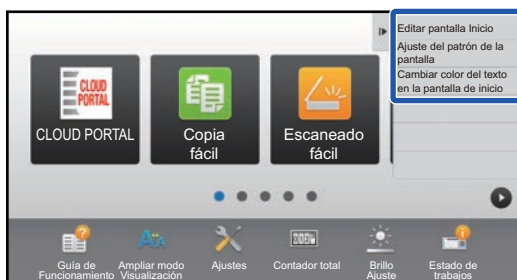 Editar pantalla Inicio
Ajuste del patrón de la
pantalla
Cambiar color del texto
en la pantalla de inicio
CLOUD
PORTAL
CLOUD PORTAL
Copia
fácil
Escaneado
fácil
Guía de
Funcionamiento
Ampliar modo
Visualización
Ajustes
Contador total
Brillo
Ajuste
Estado de
trabajos